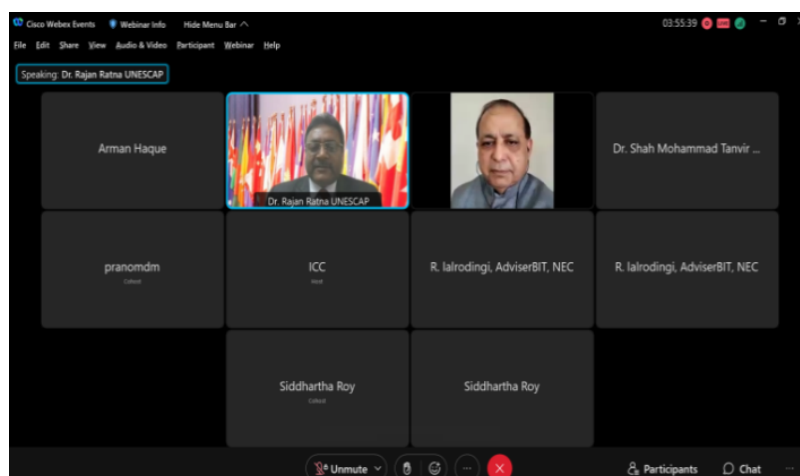 Cisco Webex Events Webinar Info Hide Menu Bar 03:55:39
File Edit Share View Audio & Video Participant Webinar Help
Speaking: Dr. Rajan Ratna UNESCAP
Arman Haque
Dr. Rajan Ratna UNESCAP
Dr. Shah Mohammad Tanvir ...
pranomdm
Cohost
ICC
Host
R. lalrodingi, AdviserBIT, NEC
R. lalrodingi, AdviserBIT, NEC
Siddhartha Roy
Cohost
Siddhartha Roy
Unmute
Participants Chat